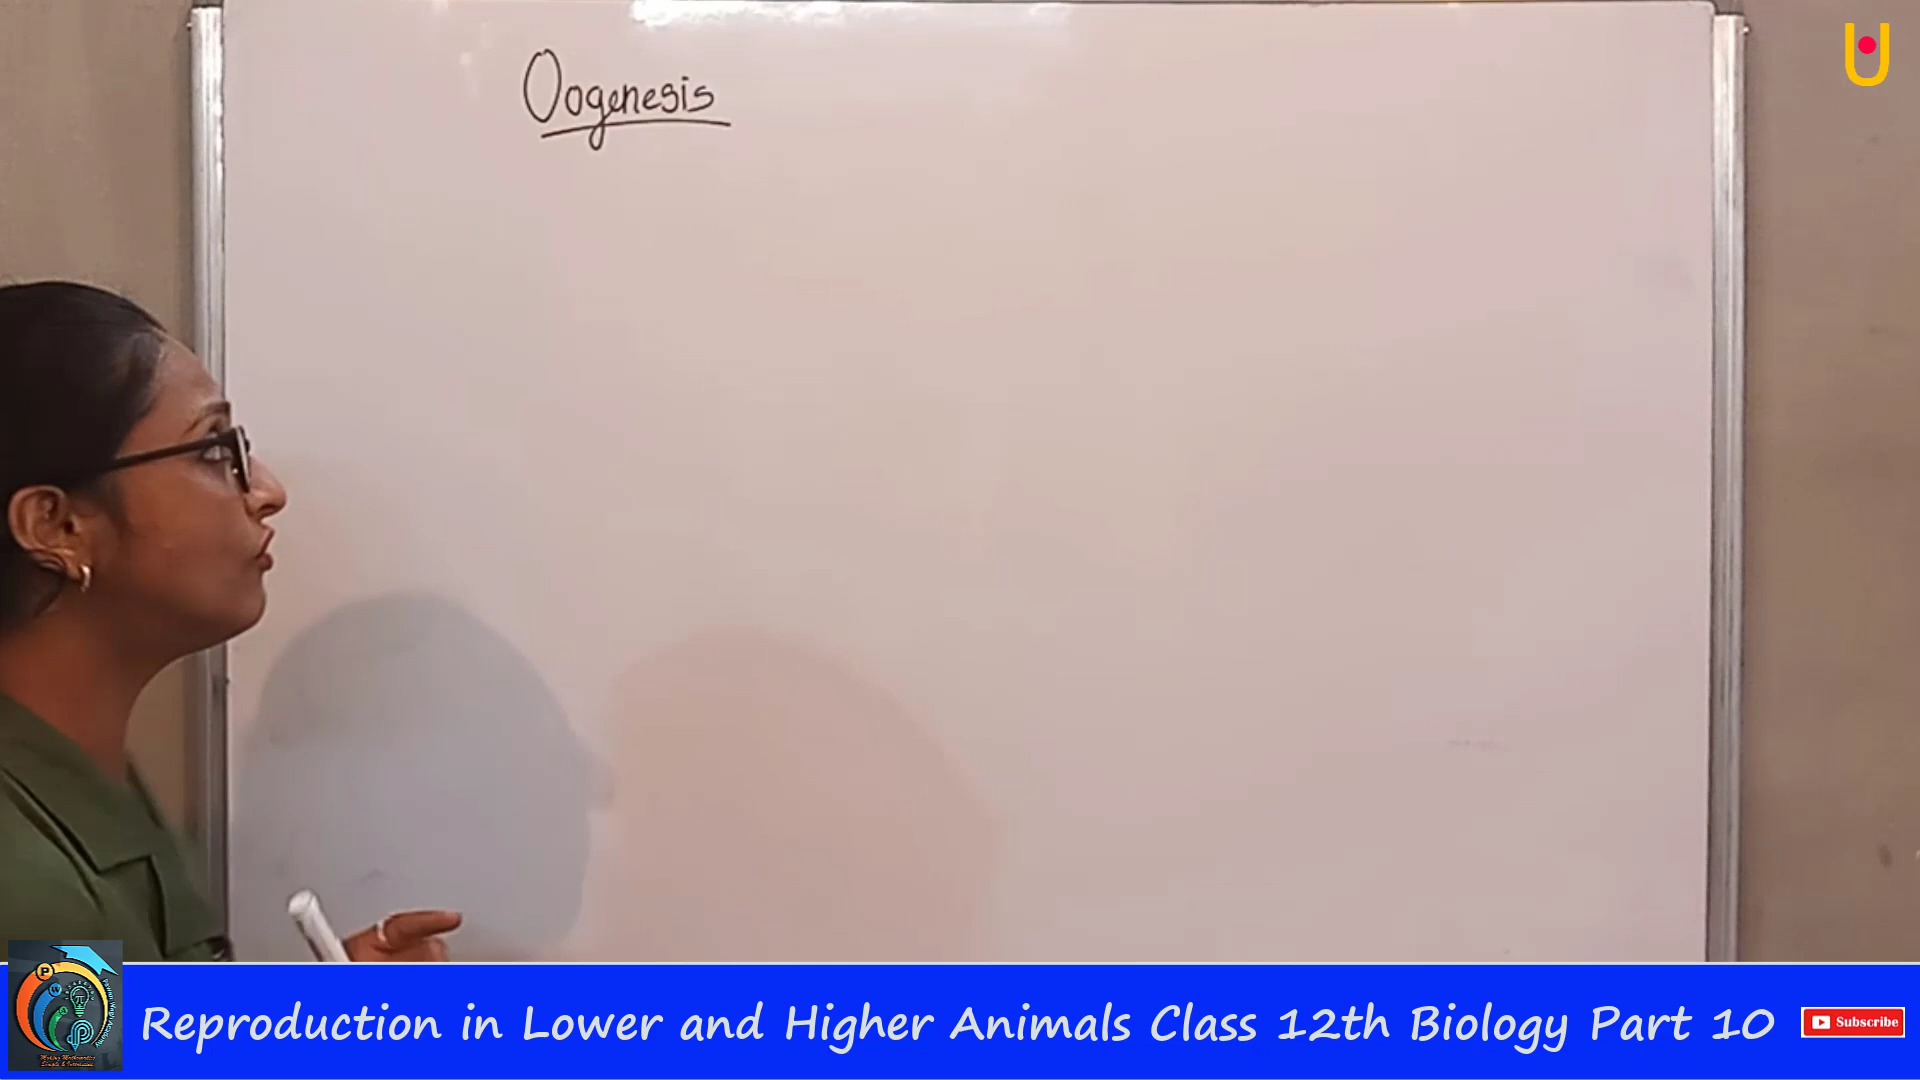 Oogenesis
Reproduction in Lower and Higher Animals Class 12th Biology Part 10
Subscribe